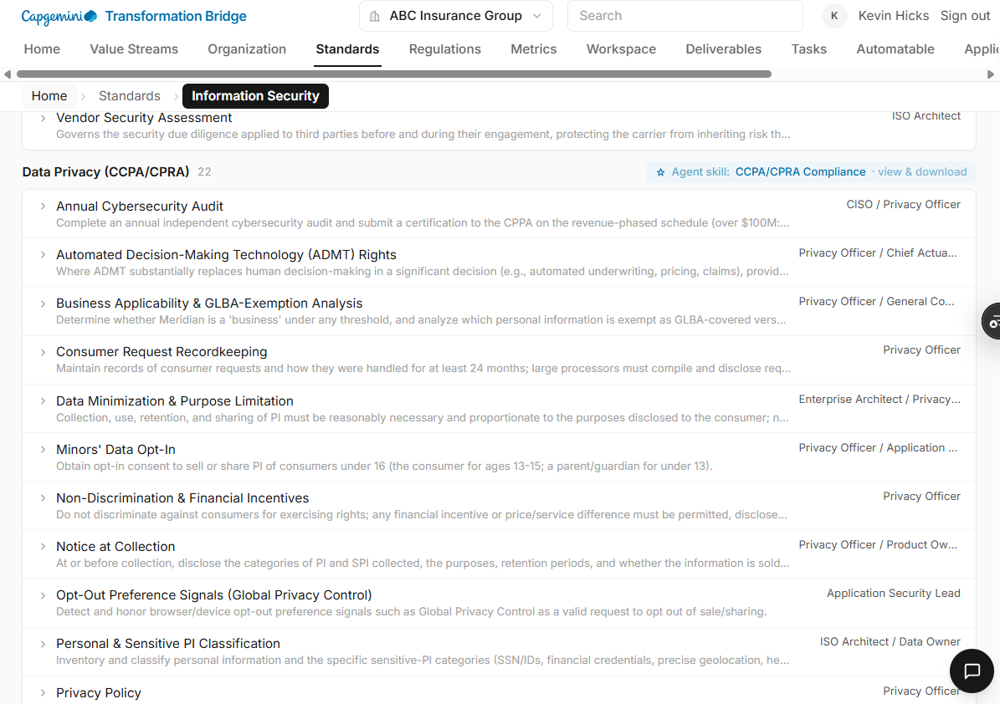 Capgemini Transformation Bridge
ABC Insurance Group
Search
K
Kevin Hicks
Sign out
Home
Value Streams
Organization
Standards
Regulations
Metrics
Workspace
Deliverables
Tasks
Automatable
Applic
Home
Standards
Information Security
Vendor Security Assessment
ISO Architect
Governs the security due diligence applied to third parties before and during their engagement, protecting the carrier from inheriting risk th...
Data Privacy (CCPA/CPRA) 22
Agent skill: CCPA/CPRA Compliance · view & download
Annual Cybersecurity Audit
CISO / Privacy Officer
Complete an annual independent cybersecurity audit and submit a certification to the CPPA on the revenue-phased schedule (over $100M:...
Automated Decision-Making Technology (ADMT) Rights
Privacy Officer / Chief Actua...
Where ADMT substantially replaces human decision-making in a significant decision (e.g., automated underwriting, pricing, claims), provid...
Business Applicability & GLBA-Exemption Analysis
Privacy Officer / General Co...
Determine whether Meridian is a 'business' under any threshold, and analyze which personal information is exempt as GLBA-covered vers...
Consumer Request Recordkeeping
Privacy Officer
Maintain records of consumer requests and how they were handled for at least 24 months; large processors must compile and disclose req...
Data Minimization & Purpose Limitation
Enterprise Architect / Privacy...
Collection, use, retention, and sharing of PI must be reasonably necessary and proportionate to the purposes disclosed to the consumer; n...
Minors' Data Opt-In
Privacy Officer / Application ...
Obtain opt-in consent to sell or share PI of consumers under 16 (the consumer for ages 13-15; a parent/guardian for under 13).
Non-Discrimination & Financial Incentives
Privacy Officer
Do not discriminate against consumers for exercising rights; any financial incentive or price/service difference must be permitted, disclose...
Notice at Collection
Privacy Officer / Product Ow...
At or before collection, disclose the categories of PI and SPI collected, the purposes, retention periods, and whether the information is sold...
Opt-Out Preference Signals (Global Privacy Control)
Application Security Lead
Detect and honor browser/device opt-out preference signals such as Global Privacy Control as a valid request to opt out of sale/sharing.
Personal & Sensitive PI Classification
ISO Architect / Data Owner
Inventory and classify personal information and the specific sensitive-PI categories (SSN/IDs, financial credentials, precise geolocation, he...
Privacy Policy
Privacy Officer